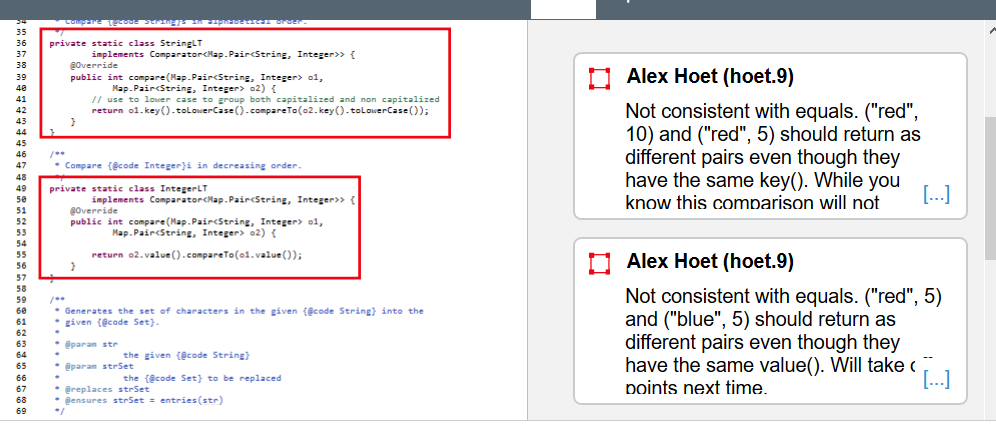 34 * Compare {@code String}s in alphabetical order.
35 */
36 private static class StringLT
37 implements Comparator<Map.Pair<String, Integer>> {
38 @Override
39 public int compare(Map.Pair<String, Integer> o1,
40 Map.Pair<String, Integer> o2) {
41 // use to lower case to group both capitalized and non capitalized
42 return o1.key().toLowerCase().compareTo(o2.key().toLowerCase());
43 }
44 }
45
46 /**
47 * Compare {@code Integer}i in decreasing order.
48 */
49 private static class IntegerLT
50 implements Comparator<Map.Pair<String, Integer>> {
51 @Override
52 public int compare(Map.Pair<String, Integer> o1,
53 Map.Pair<String, Integer> o2) {
54
55 return o2.value().compareTo(o1.value());
56 }
57 }
58
59 /**
60 * Generates the set of characters in the given {@code String} into the
61 * given {@code Set}.
62 *
63 * @param str
64 * the given {@code String}
65 * @param strSet
66 * the {@code Set} to be replaced
67 * @replaces strSet
68 * @ensures strSet = entries(str)
69 */
Alex Hoet (hoet.9)
Not consistent with equals. ("red",
10) and ("red", 5) should return as
different pairs even though they
have the same key(). While you
know this comparison will not
[...]
Alex Hoet (hoet.9)
Not consistent with equals. ("red", 5)
and ("blue", 5) should return as
different pairs even though they
have the same value(). Will take
points next time.
[...]